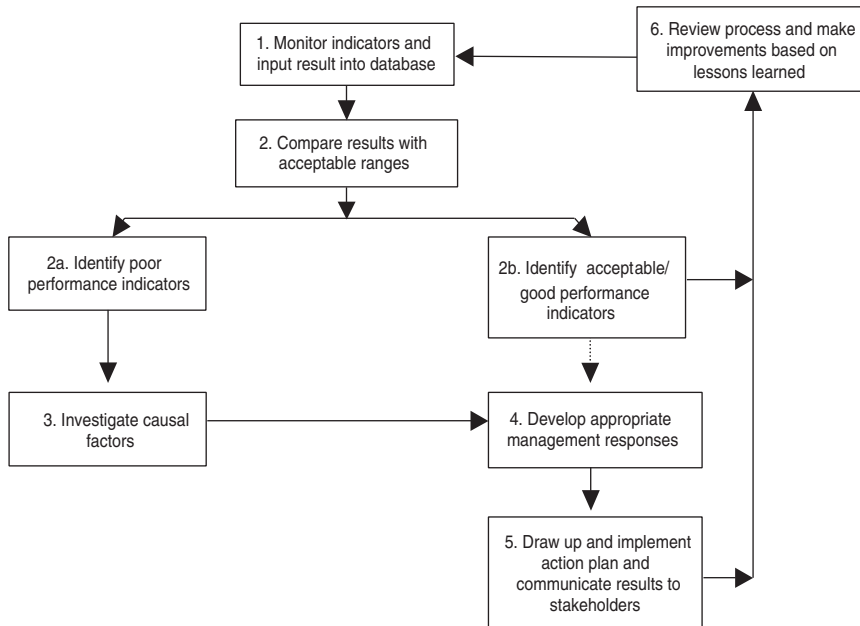 1. Monitor indicators and
input result into database
6. Review process and make
improvements based on
lessons learned
2. Compare results with
acceptable ranges
2a. Identify poor
performance indicators
2b. Identify acceptable/
good performance
indicators
3. Investigate causal
factors
4. Develop appropriate
management responses
5. Draw up and implement
action plan and
communicate results to
stakeholders